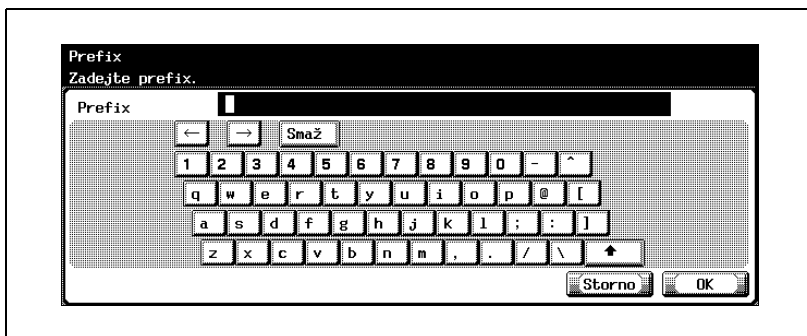 Prefix
Zadejte prefix.
Prefix
← → Smaž
1 2 3 4 5 6 7 8 9 0 - ^
q w e r t y u i o p @ [
a s d f g h j k l ; : ]
z x c v b n m , . / \ ↑
Storno OK